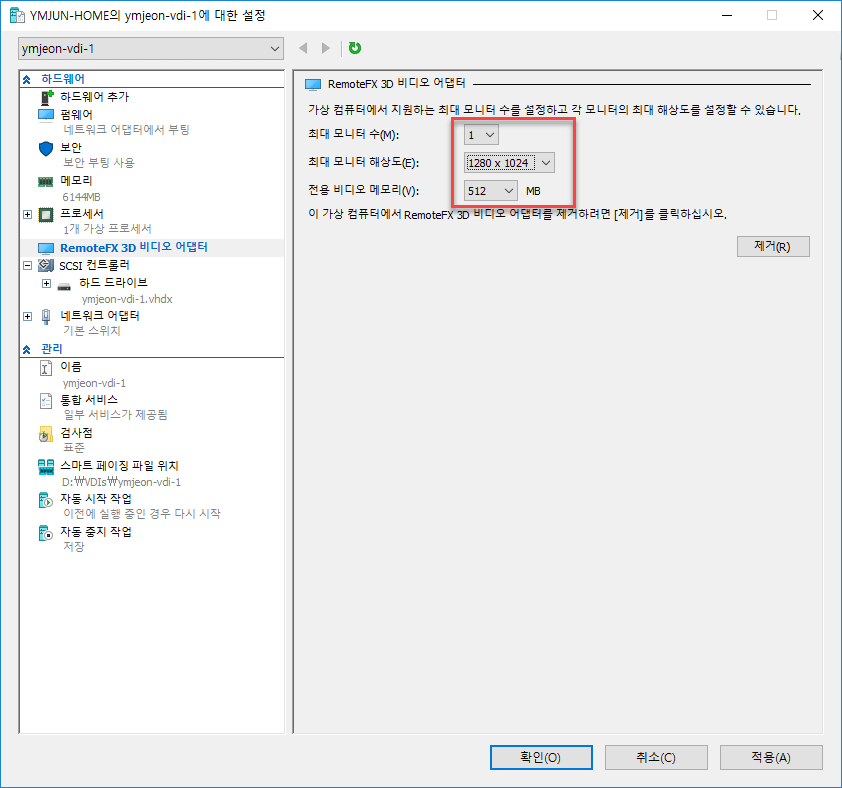 YMJUN-HOME의 ymjeon-vdi-1에 대한 설정
ymjeon-vdi-1
하드웨어
하드웨어 추가
펌웨어
네트워크 어댑터에서 부팅
보안
보안 부팅 사용
메모리
6144MB
프로세서
1개 가상 프로세서
RemoteFX 3D 비디오 어댑터
SCSI 컨트롤러
하드 드라이브
ymjeon-vdi-1.vhdx
네트워크 어댑터
기본 스위치
관리
이름
ymjeon-vdi-1
통합 서비스
일부 서비스가 제공됨
검사점
표준
스마트 페이징 파일 위치
D:₩VDIs₩ymjeon-vdi-1
자동 시작 작업
이전에 실행 중인 경우 다시 시작
자동 중지 작업
저장
RemoteFX 3D 비디오 어댑터
가상 컴퓨터에서 지원하는 최대 모니터 수를 설정하고 각 모니터의 최대 해상도를 설정할 수 있습니다.
최대 모니터 수(M): 1
최대 모니터 해상도(E): 1280 x 1024
전용 비디오 메모리(V): 512 MB
이 가상 컴퓨터에서 RemoteFX 3D 비디오 어댑터를 제거하려면 [제거]를 클릭하십시오.
제거(R)
확인(O) 취소(C) 적용(A)